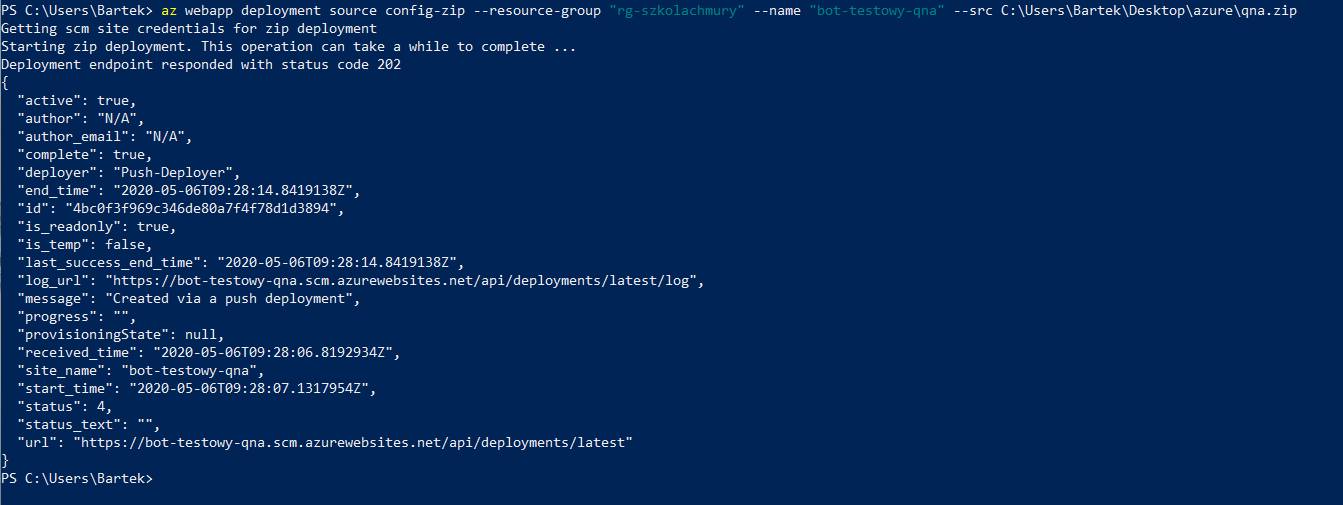 PS C:\Users\Bartek> az webapp deployment source config-zip --resource-group "rg-szkolachmury" --name "bot-testowy-qna" --src C:\Users\Bartek\Desktop\azure\qna.zip
Getting scm site credentials for zip deployment
Starting zip deployment. This operation can take a while to complete ...
Deployment endpoint responded with status code 202
{
  "active": true,
  "author": "N/A",
  "author_email": "N/A",
  "complete": true,
  "deployer": "Push-Deployer",
  "end_time": "2020-05-06T09:28:14.8419138Z",
  "id": "4bc0f3f969c346de80a7f4f78d1d3894",
  "is_readonly": true,
  "is_temp": false,
  "last_success_end_time": "2020-05-06T09:28:14.8419138Z",
  "log_url": "https://bot-testowy-qna.scm.azurewebsites.net/api/deployments/latest/log",
  "message": "Created via a push deployment",
  "progress": "",
  "provisioningState": null,
  "received_time": "2020-05-06T09:28:06.8192934Z",
  "site_name": "bot-testowy-qna",
  "start_time": "2020-05-06T09:28:07.1317954Z",
  "status": 4,
  "status_text": "",
  "url": "https://bot-testowy-qna.scm.azurewebsites.net/api/deployments/latest"
}
PS C:\Users\Bartek>